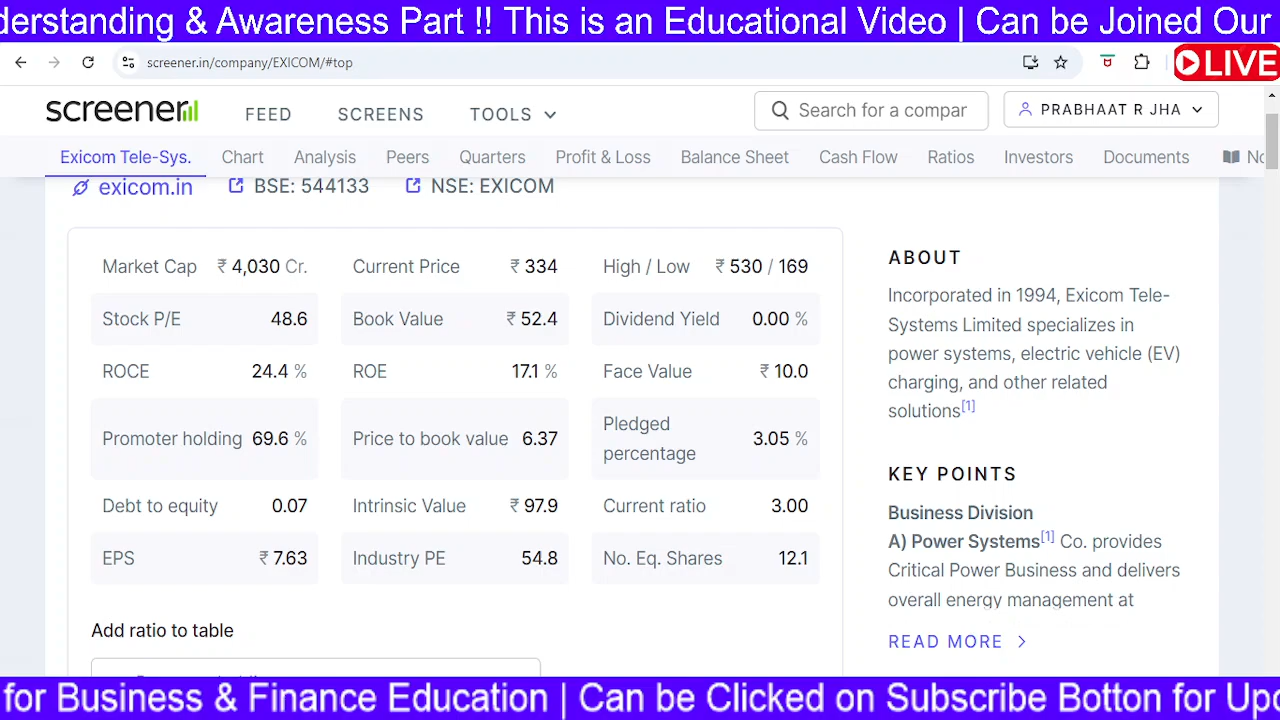 derstanding & Awareness Part !! This is an Educational Video | Can be Joined Our
screener.in/company/EXICOM/#top
LIVE
screener
FEED SCREENS TOOLS
Search for a compar
PRABHAAT R JHA
Exicom Tele-Sys. Chart Analysis Peers Quarters Profit & Loss Balance Sheet Cash Flow Ratios Investors Documents No
exicom.in BSE: 544133 NSE: EXICOM
Market Cap ₹ 4,030 Cr. Current Price ₹ 334 High / Low ₹ 530 / 169
Stock P/E 48.6 Book Value ₹ 52.4 Dividend Yield 0.00 %
ROCE 24.4 % ROE 17.1 % Face Value ₹ 10.0
Promoter holding 69.6 % Price to book value 6.37 Pledged percentage 3.05 %
Debt to equity 0.07 Intrinsic Value ₹ 97.9 Current ratio 3.00
EPS ₹ 7.63 Industry PE 54.8 No. Eq. Shares 12.1
Add ratio to table
ABOUT
Incorporated in 1994, Exicom Tele-
Systems Limited specializes in
power systems, electric vehicle (EV)
charging, and other related
solutions[1]
KEY POINTS
Business Division
A) Power Systems[1] Co. provides
Critical Power Business and delivers
overall energy management at
READ MORE
for Business & Finance Education | Can be Clicked on Subscribe Botton for Upd